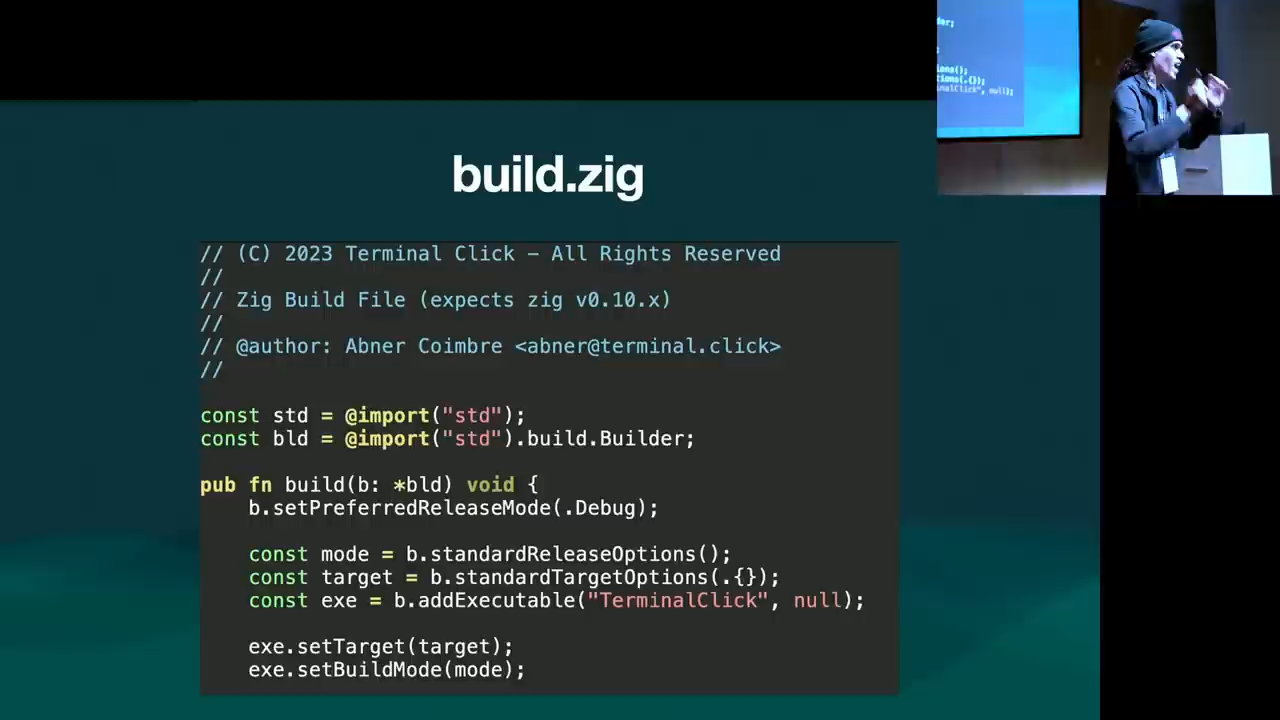 build.zig
// (C) 2023 Terminal Click – All Rights Reserved
//
// Zig Build File (expects zig v0.10.x)
//
// @author: Abner Coimbre <abner@terminal.click>
//
const std = @import("std");
const bld = @import("std").build.Builder;
pub fn build(b: *bld) void {
    b.setPreferredReleaseMode(.Debug);
    const mode = b.standardReleaseOptions();
    const target = b.standardTargetOptions(.{});
    const exe = b.addExecutable("TerminalClick", null);
    exe.setTarget(target);
    exe.setBuildMode(mode);